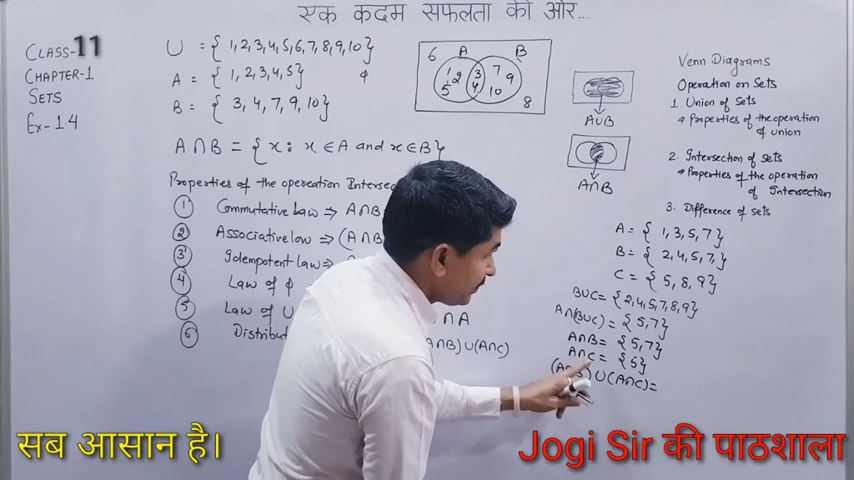 एक कदम सफलता की ओर...
CLASS-11
CHAPTER-1
SETS
Ex-1.4
U = { 1,2,3,4,5,6,7,8,9,10 }
A = { 1,2,3,4,5 } φ
B = { 3, 4, 7, 9, 10 }
A∩B = { x : x ∈ A and x ∈ B }
Properties of the opereation
① Commutative Law ⇒ A∩B
② Associative low ⇒ (A∩B
③ Idempotent Law ⇒
④ Law of φ
⑤ Law of U ∩ A
⑥ A∩B) ∪ (A∩C)
6 A B
1 2 5 3 4 7 9 10
8
A∪B
A∩B
Venn Diagrams
Operation on Sets
1. Union of Sets
→ Properties of the operation
of union
2. Intersection of Sets
→ Properties of the operation
of Intersection
3. Difference of sets
A = { 1, 3, 5, 7 }
B = { 2, 4, 5, 7, }
C = { 5, 8, 9 }
B∪C = { 2, 4, 5, 7, 8, 9 }
A∩(B∪C) = { 5, 7 }
A∩B = { 5, 7 }
A∩C = { 5 }
∪ (A∩C) =
सब आसान है।
Jogi Sir की पाठशाला